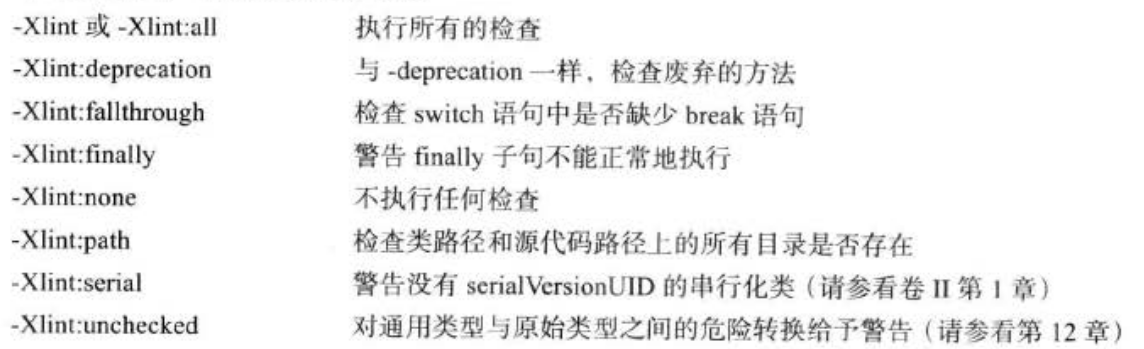 -Xlint 或 -Xlint:all 执行所有的检查
-Xlint:deprecation 与 -deprecation 一样，检查废弃的方法
-Xlint:fallthrough 检查 switch 语句中是否缺少 break 语句
-Xlint:finally 警告 finally 子句不能正常地执行
-Xlint:none 不执行任何检查
-Xlint:path 检查类路径和源代码路径上的所有目录是否存在
-Xlint:serial 警告没有 serialVersionUID 的串行化类（请参看卷 II 第 1 章）
-Xlint:unchecked 对通用类型与原始类型之间的危险转换给予警告（请参看第 12 章）